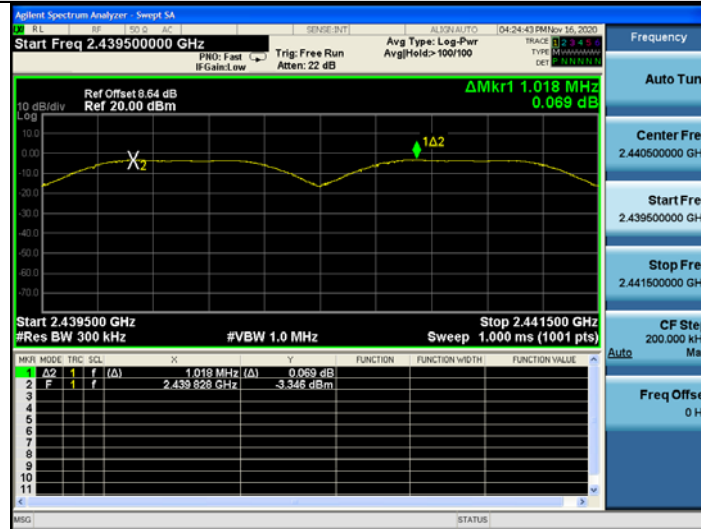 Agilent Spectrum Analyzer - Swept SA
RL RF 50 Ω AC SENSE:INT ALIGNAUTO 04:24:43 PM Nov 16, 2020
Start Freq 2.439500000 GHz
PNO: Fast
IFGain:Low
Trig: Free Run
Atten: 22 dB
Avg Type: Log-Pwr
Avg|Hold:>100/100
TRACE 1 2 3 4 5 6
TYPE M
DET P N N N N N
Ref Offset 8.64 dB
Ref 20.00 dBm
10 dB/div
Log
ΔMkr1 1.018 MHz
0.069 dB
10.0
0.00
-10.0
-20.0
-30.0
-40.0
-50.0
-60.0
-70.0
X2
1Δ2
Start 2.439500 GHz
Stop 2.441500 GHz
#Res BW 300 kHz
#VBW 1.0 MHz
Sweep 1.000 ms (1001 pts)
MKR MODE TRC SCL X Y FUNCTION FUNCTION WIDTH FUNCTION VALUE
1 Δ2 1 f (Δ) 1.018 MHz (Δ) 0.069 dB
2 F 1 f 2.439 828 GHz -3.346 dBm
3
4
5
6
7
8
9
10
11
MSG
STATUS
Frequency
Auto Tun
Center Fre
2.440500000 GH
Start Fre
2.439500000 GH
Stop Fre
2.441500000 GH
CF Ste
200.000 kH
Auto Ma
Freq Offse
0 H